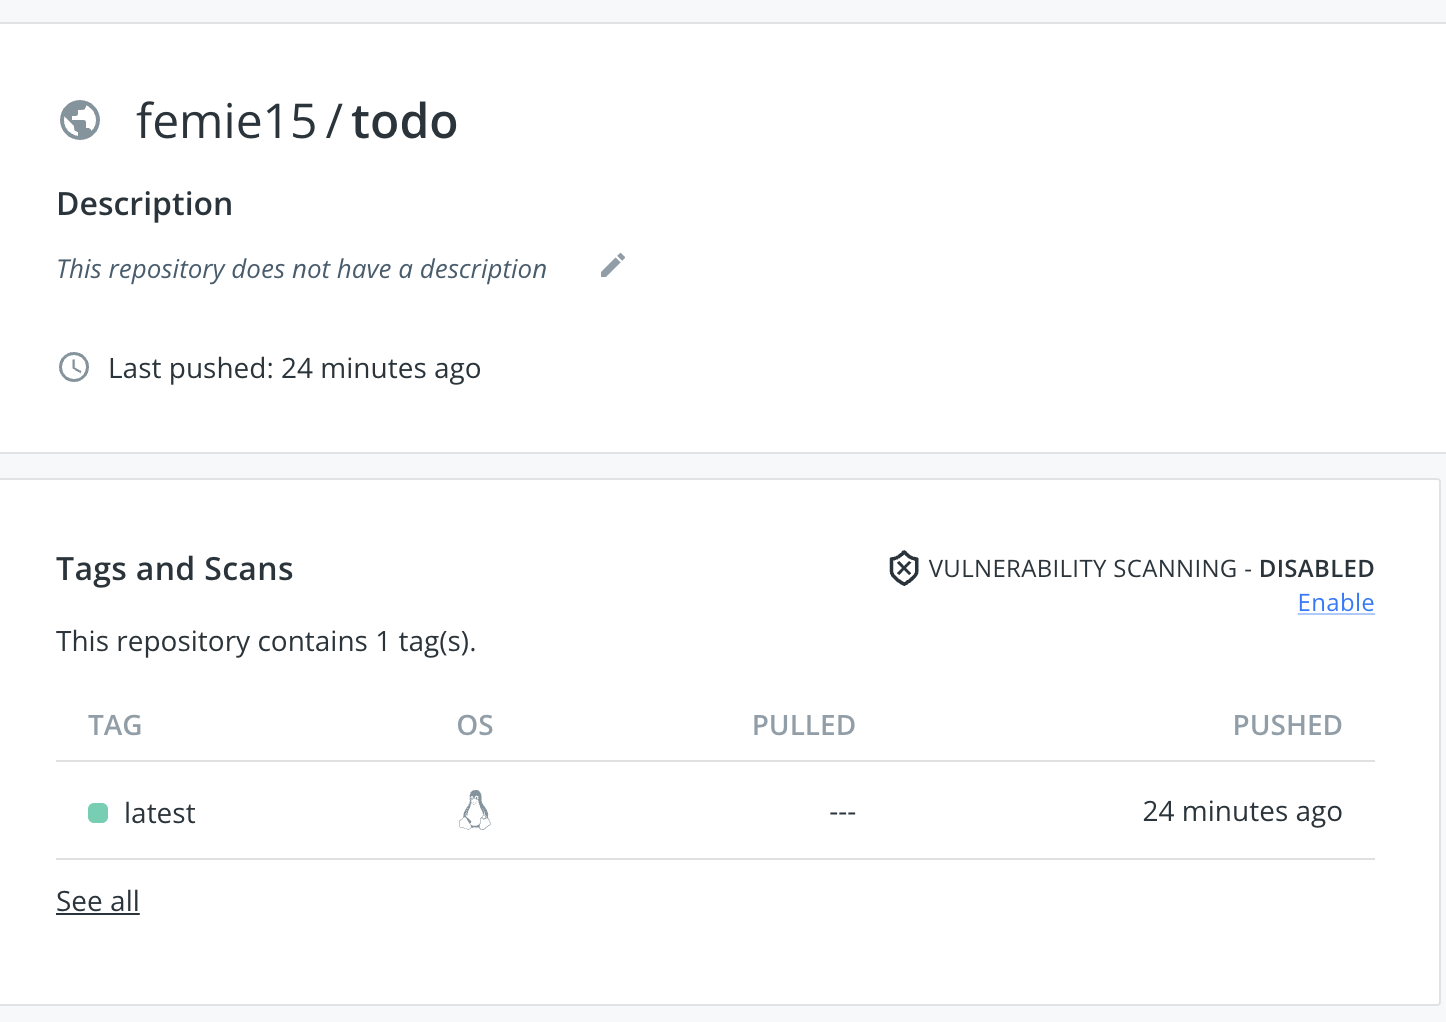 femie15 / todo
Description
This repository does not have a description
Last pushed: 24 minutes ago
Tags and Scans
VULNERABILITY SCANNING - DISABLED
Enable
This repository contains 1 tag(s).
TAG OS PULLED PUSHED
latest --- 24 minutes ago
See all